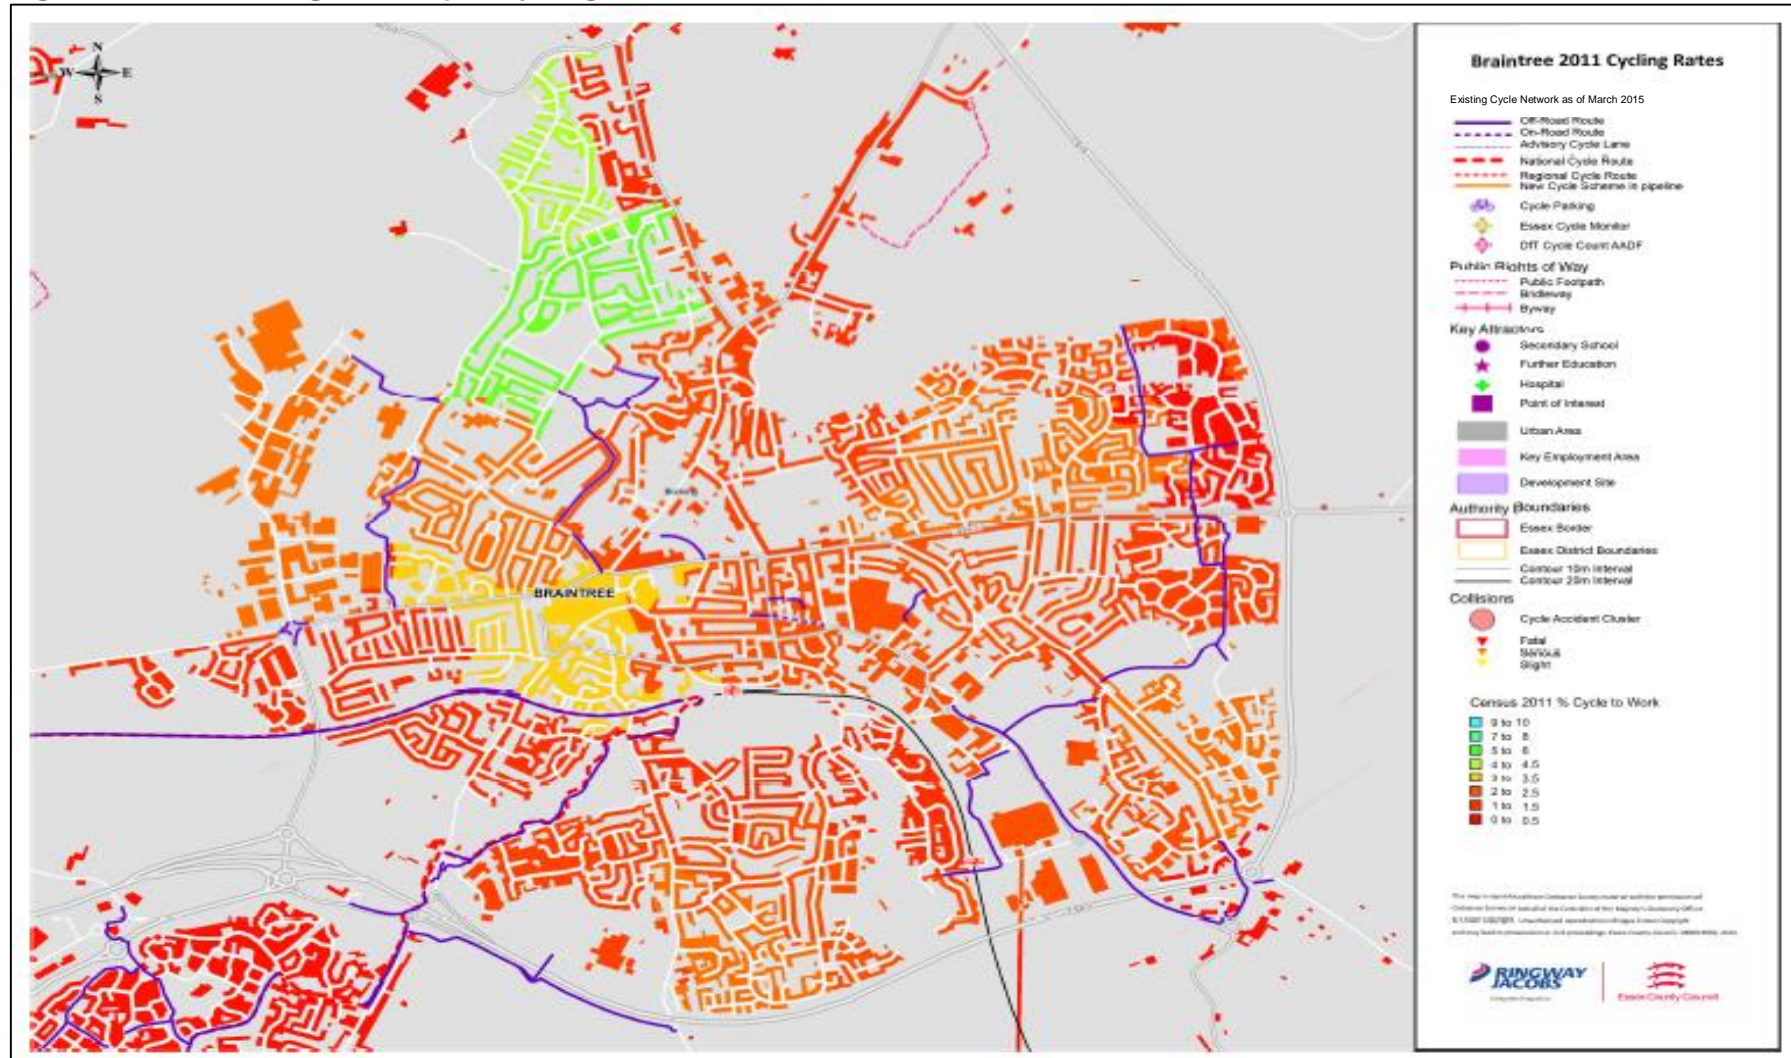 N
W E
S
BRAINTREE
Braintree 2011 Cycling Rates
Existing Cycle Network as of March 2015
Off-Road Route
On-Road Route
Advisory Cycle Lane
National Cycle Route
Regional Cycle Route
New Cycle Scheme in pipeline
Cycle Parking
Essex Cycle Monitor
DfT Cycle Count AADF
Public Rights of Way
Public Footpath
Bridleway
Byway
Key Attractors
Secondary School
Further Education
Hospital
Point of Interest
Urban Area
Key Employment Area
Development Site
Authority Boundaries
Essex Border
Essex District Boundaries
Contour 10m Interval
Contour 20m Interval
Collisions
Cycle Accident Cluster
Fatal
Serious
Slight
Census 2011 % Cycle to Work
9 to 10
7 to 8
5 to 6
4 to 4.5
3 to 3.5
2 to 2.5
1 to 1.5
0 to 0.5
RINGWAY
JACOBS
Essex County Council